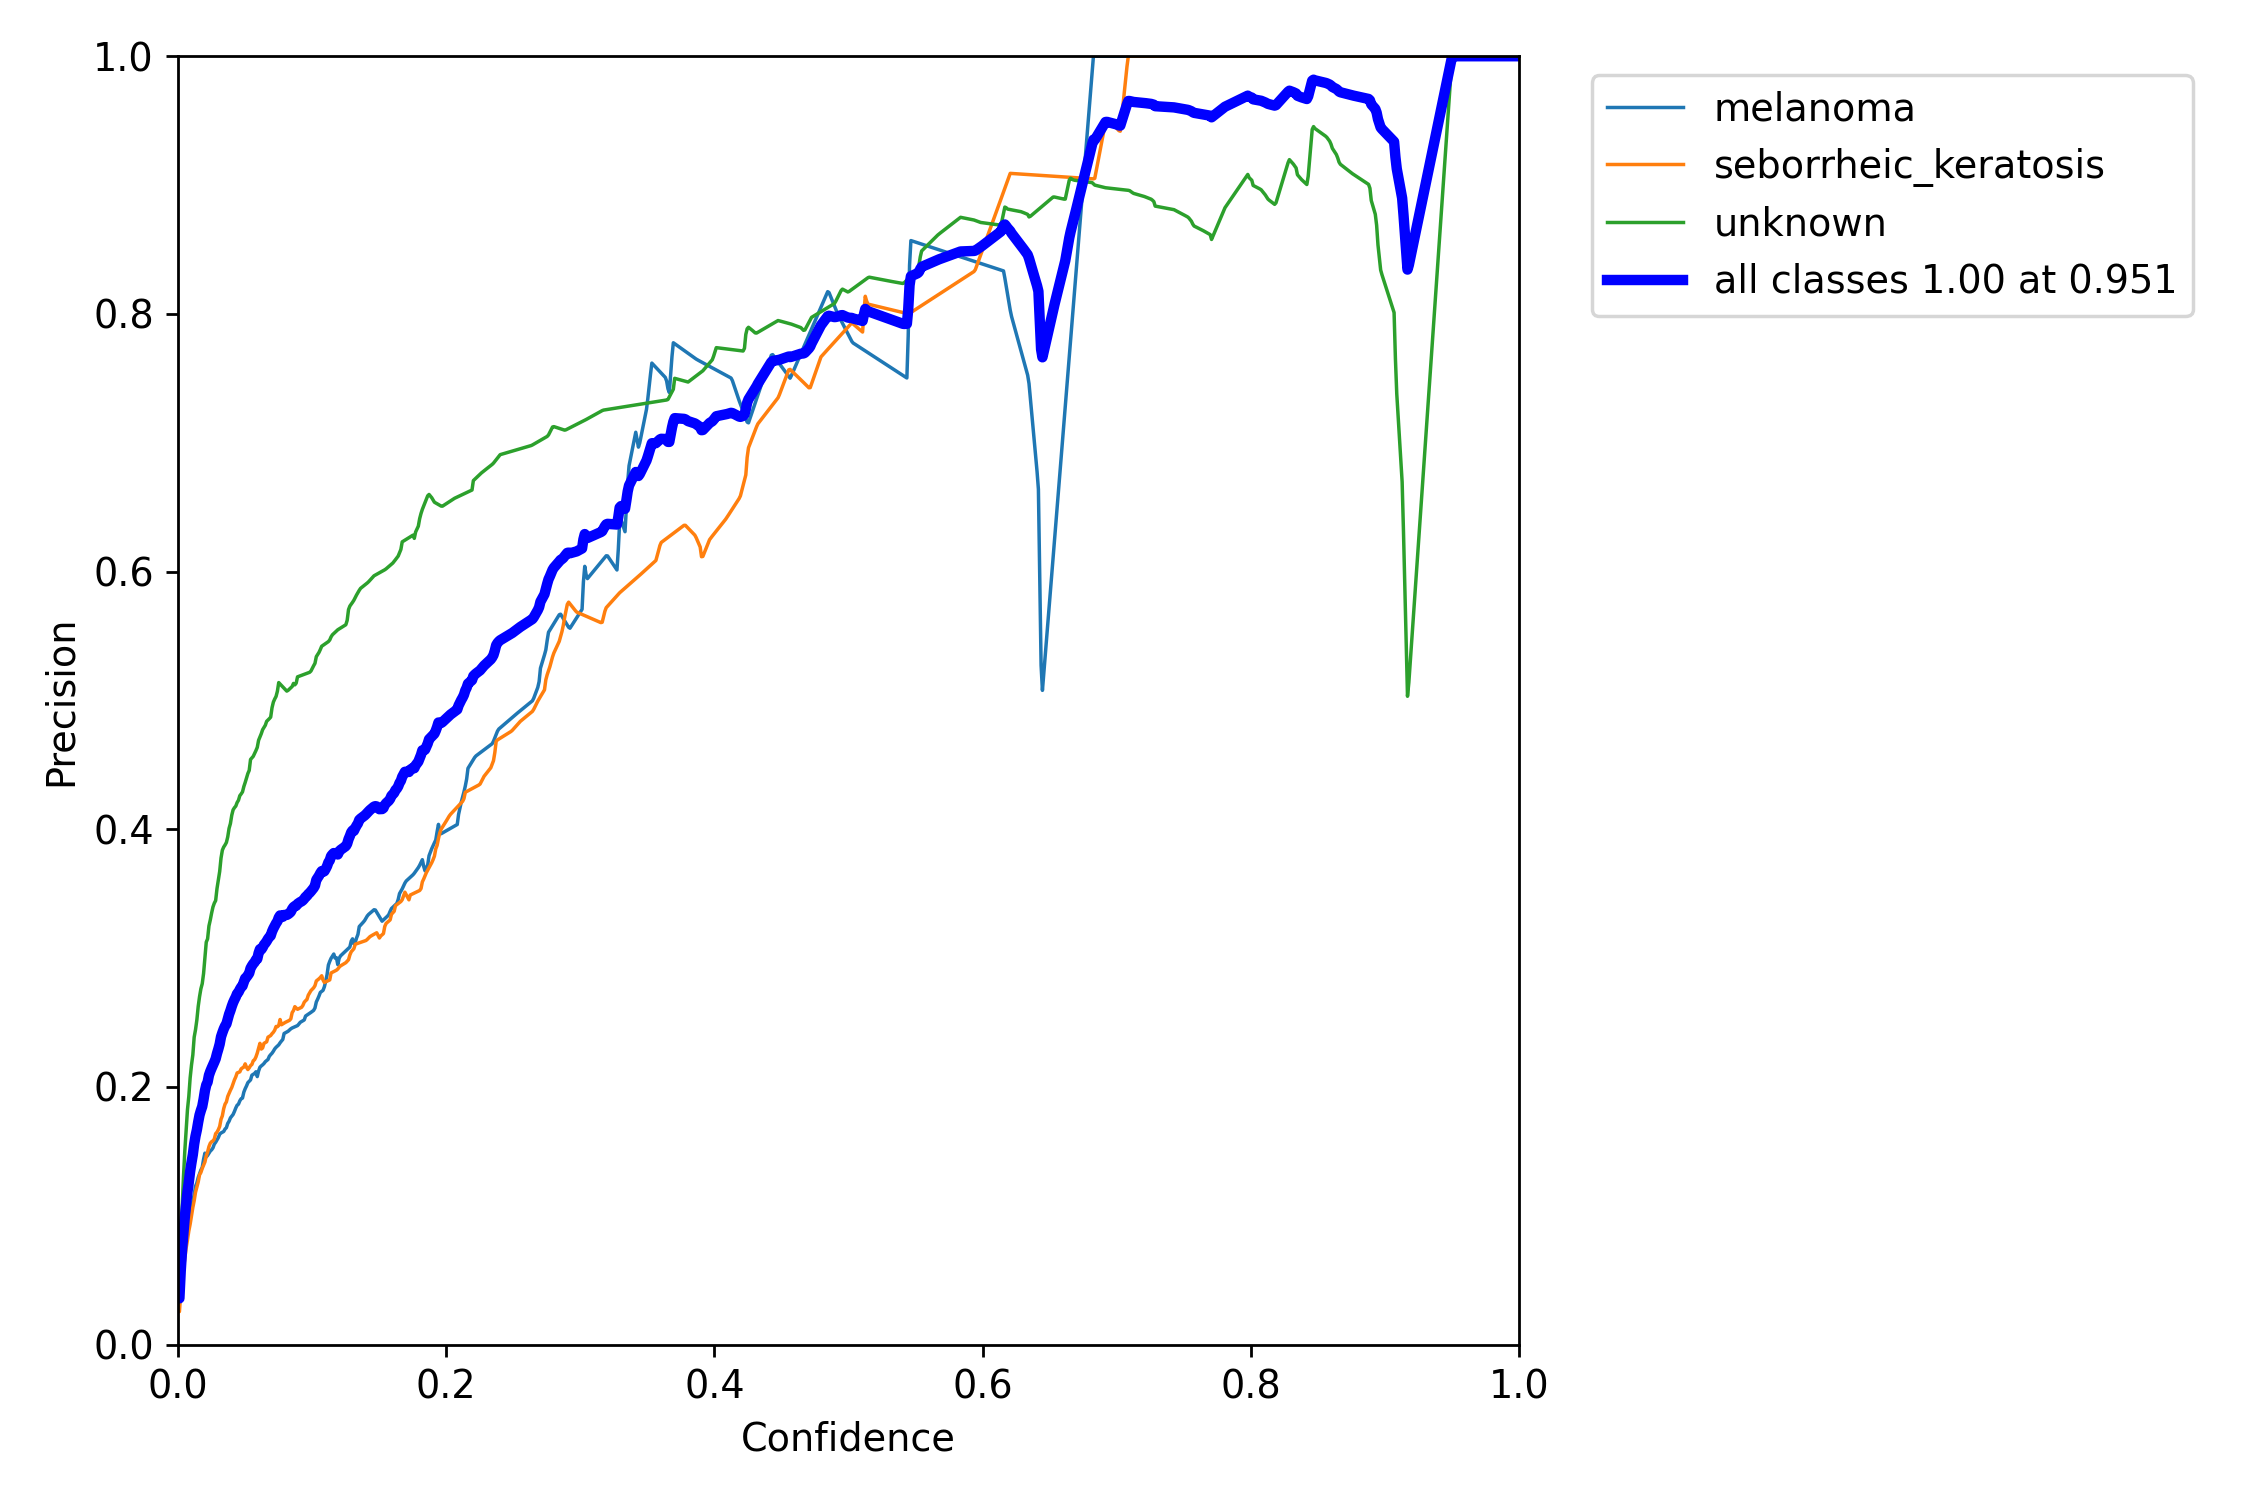 1.0
0.8
0.6
0.4
0.2
0.0
Precision
0.0 0.2 0.4 0.6 0.8 1.0
Confidence
melanoma
seborrheic_keratosis
unknown
all classes 1.00 at 0.951